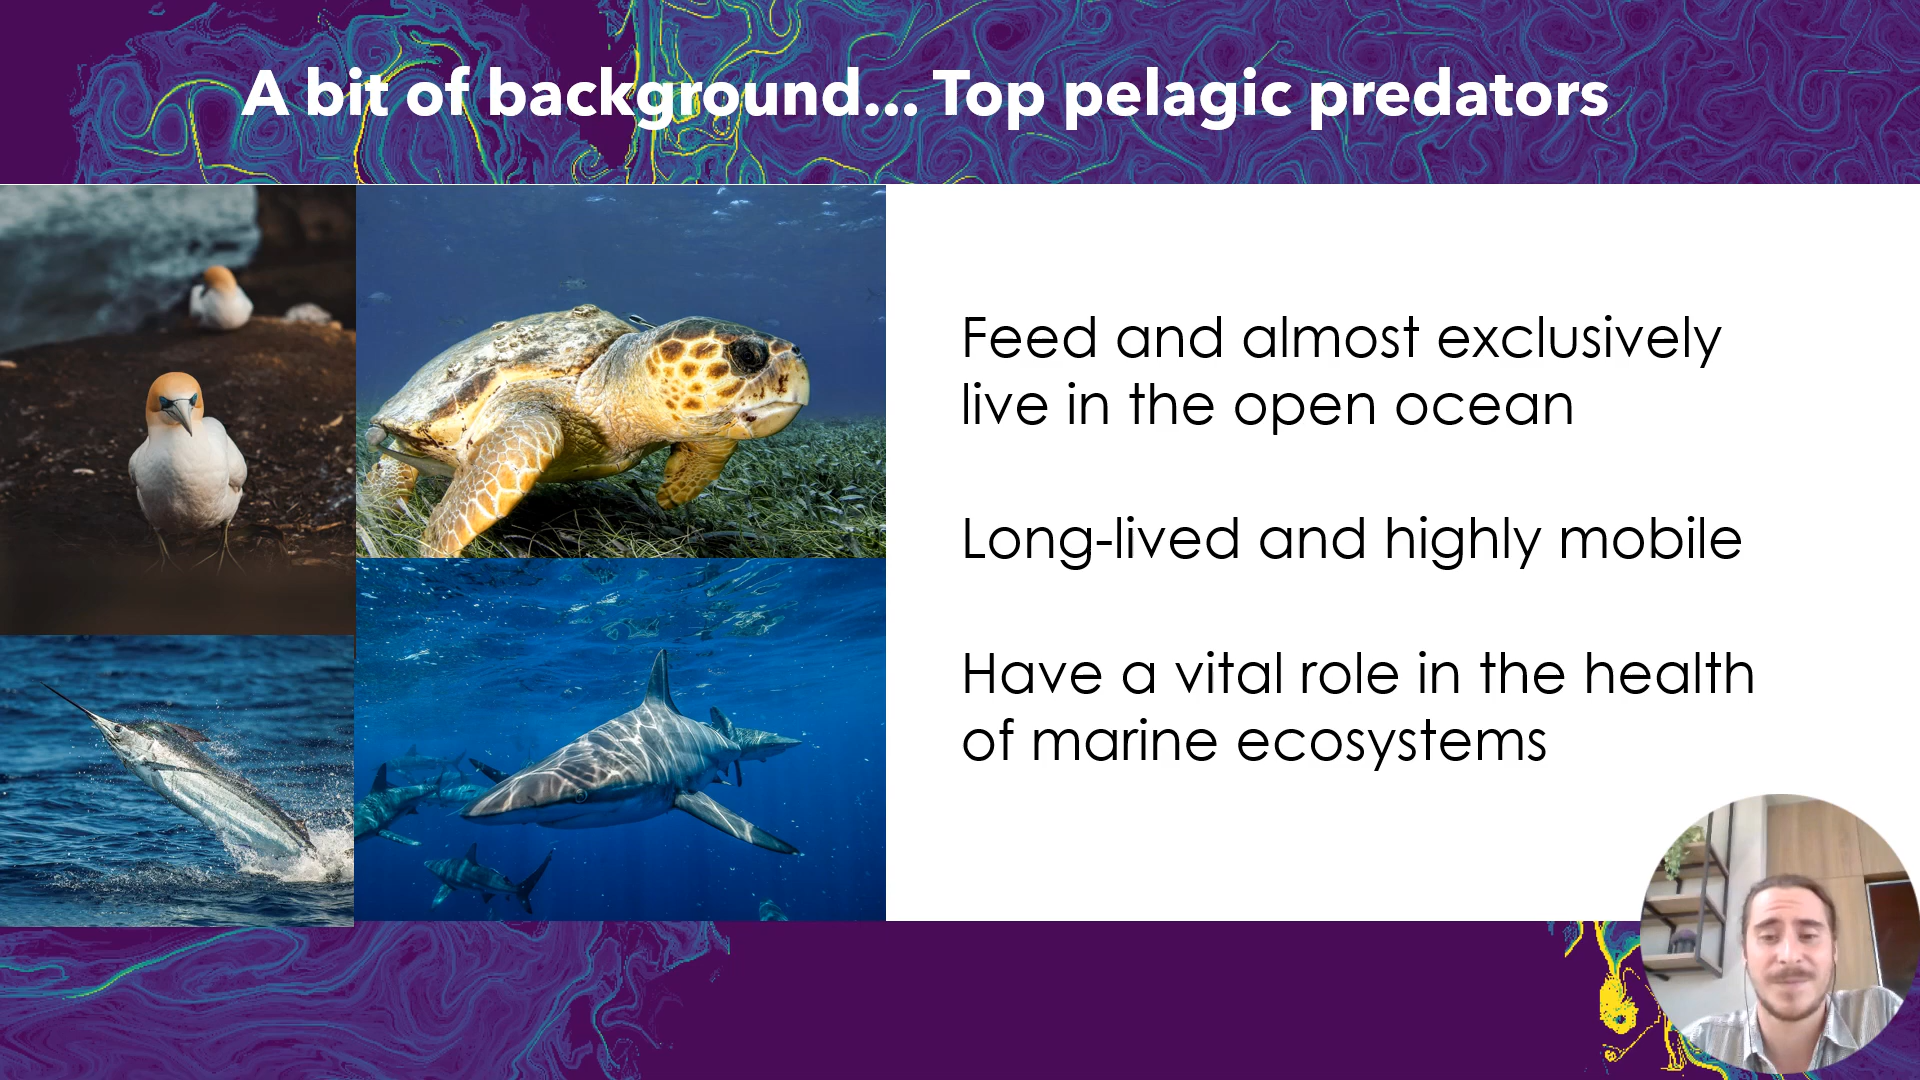 A bit of background... Top pelagic predators
Feed and almost exclusively
live in the open ocean
Long-lived and highly mobile
Have a vital role in the health
of marine ecosystems